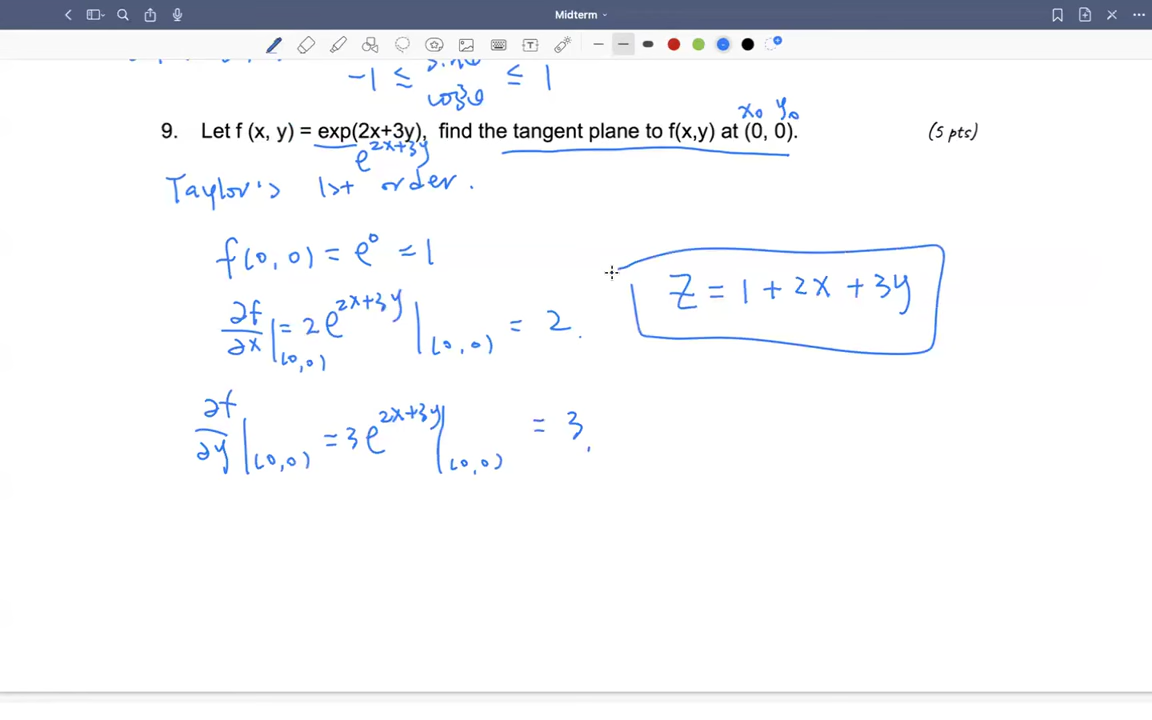 Midterm
-1 ≤ sinθ ≤ 1
x₀ y₀
9. Let f (x, y) = exp(2x+3y), find the tangent plane to f(x,y) at (0, 0). (5 pts)
e^{2x+3y}
Taylor's 1st order.
f(0,0) = e^0 = 1
∂f/∂x |_(0,0) = 2e^{2x+3y} |_(0,0) = 2.
Z = 1 + 2x + 3y
∂f/∂y |_(0,0) = 3e^{2x+3y} |_(0,0) = 3.